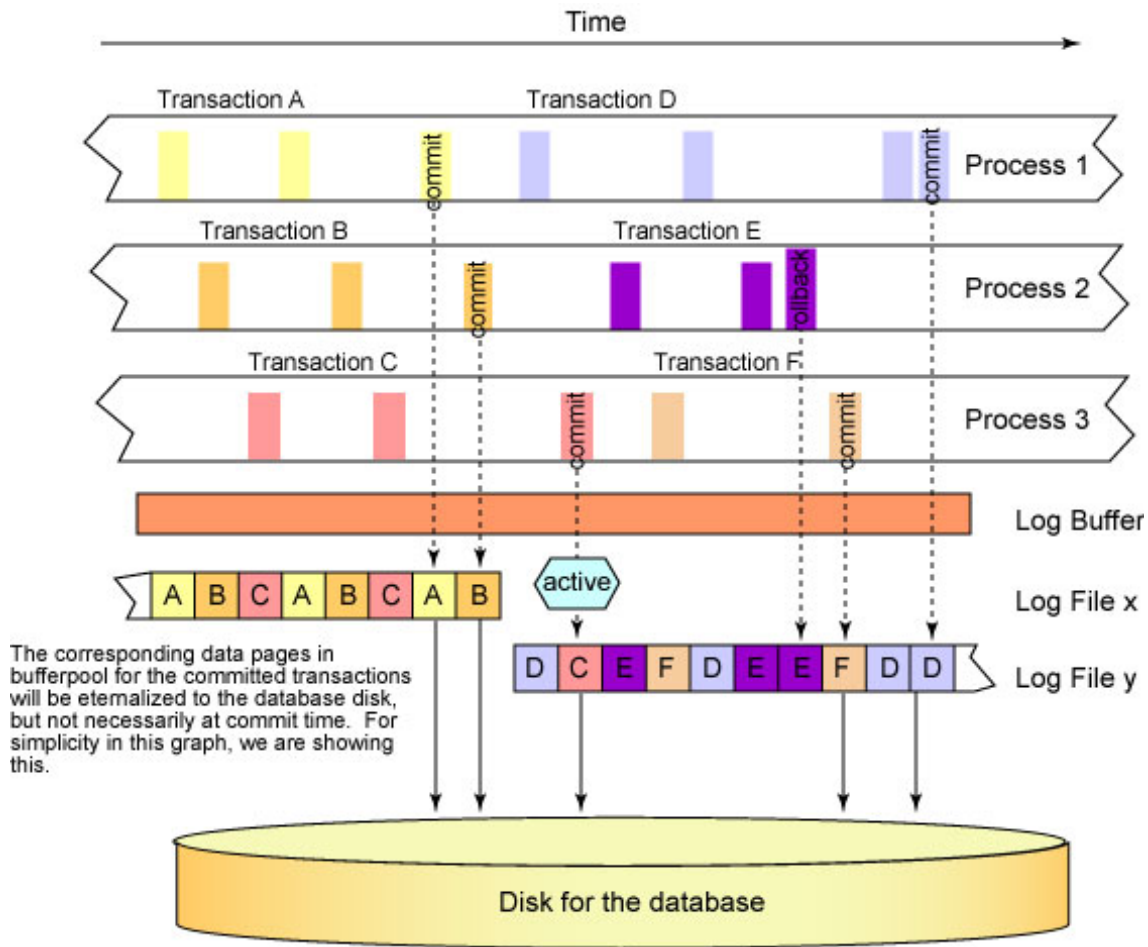 Time
Transaction A
Transaction D
commit
commit
Process 1
Transaction B
Transaction E
commit
rollback
Process 2
Transaction C
Transaction F
commit
commit
Process 3
Log Buffer
active
A B C A B C A B
Log File x
The corresponding data pages in
bufferpool for the committed transactions
will be eternalized to the database disk,
but not necessarily at commit time. For
simplicity in this graph, we are showing
this.
D C E F D E E F D D
Log File y
Disk for the database